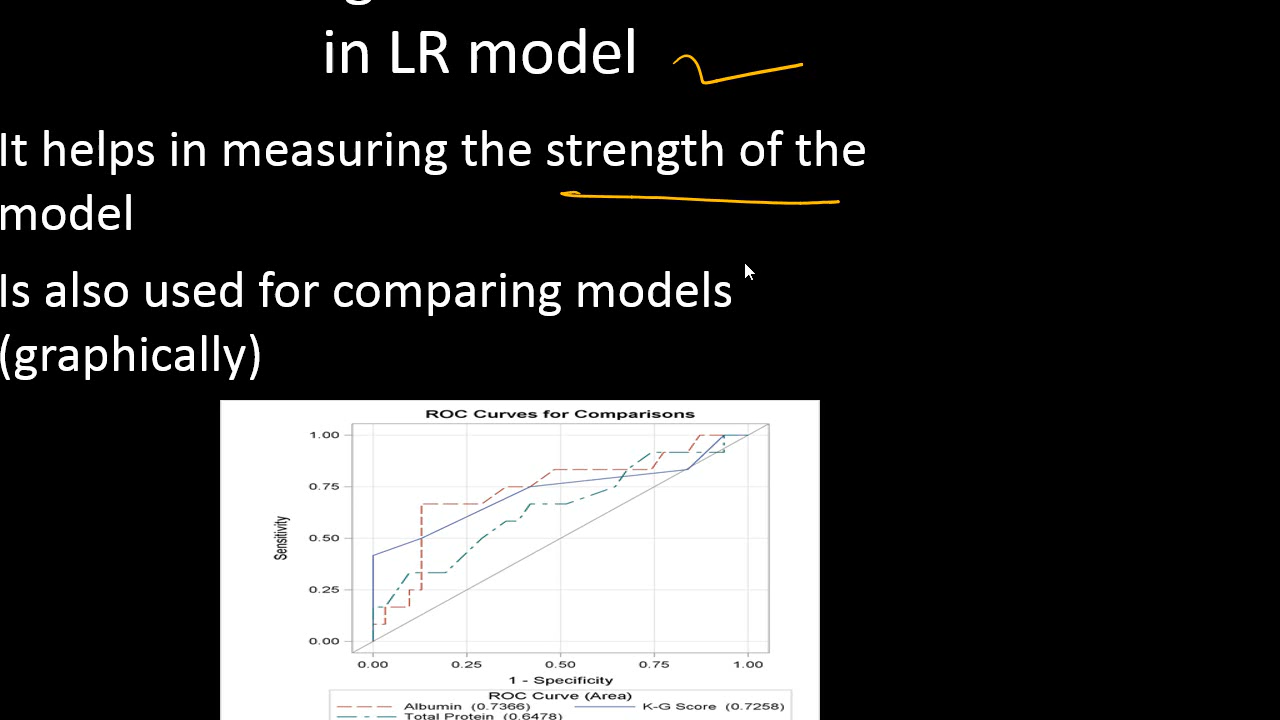 in LR model
It helps in measuring the strength of the
model
Is also used for comparing models
(graphically)
ROC Curves for Comparisons
1.00
0.75
0.50
0.25
0.00
Sensitivity
0.00 0.25 0.50 0.75 1.00
1 - Specificity
ROC Curve (Area)
Albumin (0.7366) K-G Score (0.7258)
Total Protein (0.6478)